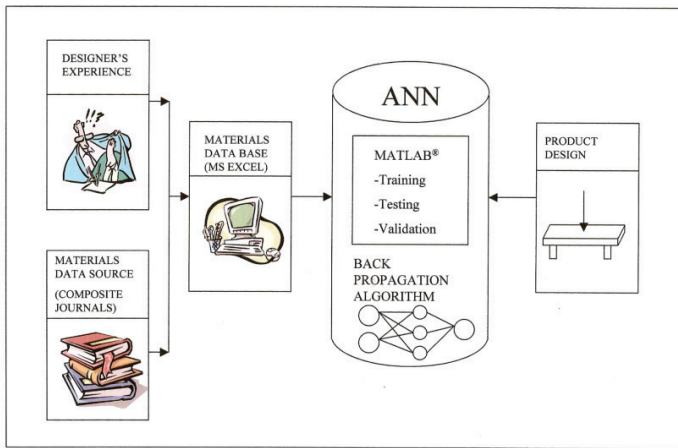 DESIGNER'S
EXPERIENCE
!!?
MATERIALS
DATA SOURCE
(COMPOSITE
JOURNALS)
MATERIALS
DATA BASE
(MS EXCEL)
ANN
MATLAB®
-Training
-Testing
-Validation
BACK
PROPAGATION
ALGORITHM
PRODUCT
DESIGN